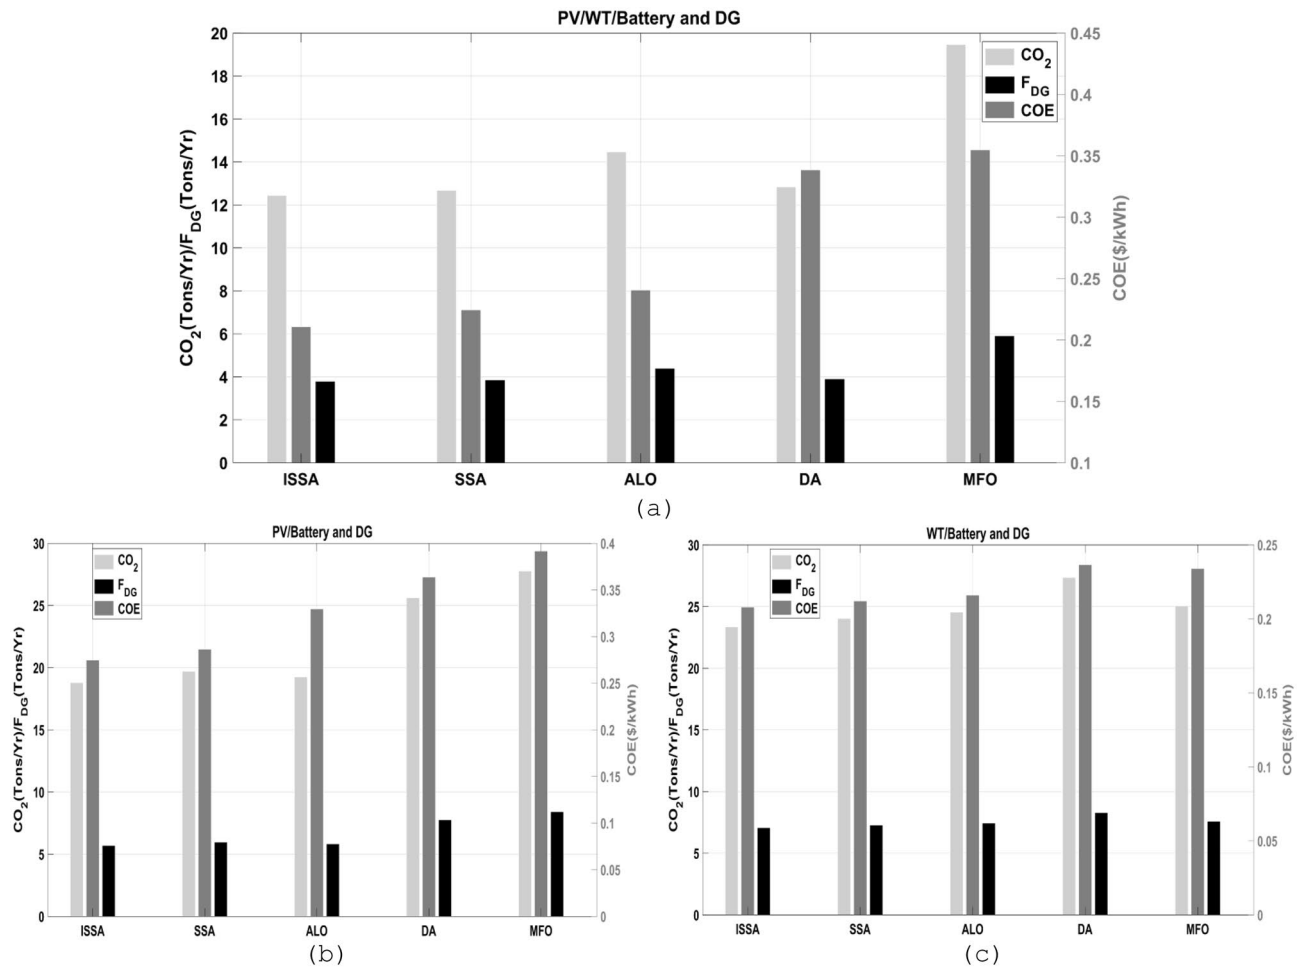 PV/WT/Battery and DG
CO2(Tons/Yr)/FDG(Tons/Yr)
20
18
16
14
12
10
8
6
4
2
0
CO2
FDG
COE
0.45
0.4
0.35
0.3
0.25
0.2
0.15
0.1
COE($/kWh)
ISSA SSA ALO DA MFO
(a)
PV/Battery and DG
CO2(Tons/Yr)/FDG(Tons/Yr)
30
25
20
15
10
5
0
CO2
FDG
COE
0.4
0.35
0.3
0.25
0.2
0.15
0.1
0.05
0
COE($/kWh)
ISSA SSA ALO DA MFO
(b)
WT/Battery and DG
CO2(Tons/Yr)/FDG(Tons/Yr)
30
25
20
15
10
5
0
CO2
FDG
COE
0.25
0.2
0.15
0.1
0.05
0
COE($/kWh)
ISSA SSA ALO DA MFO
(c)